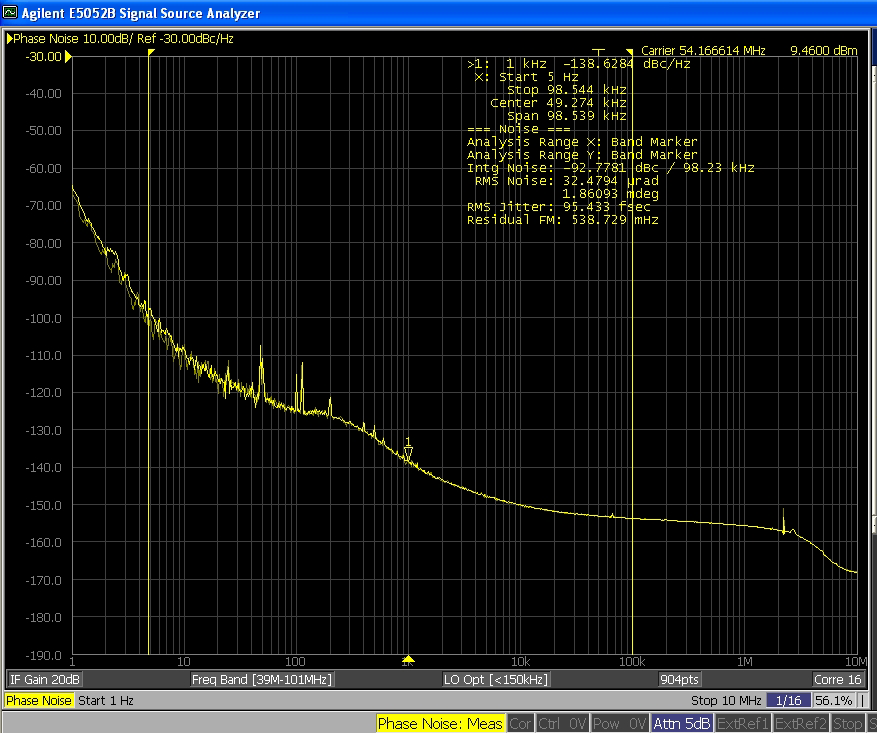 Agilent E5052B Signal Source Analyzer
Phase Noise 10.00dB/ Ref -30.00dBc/Hz
Carrier 54.166614 MHz 9.4600 dBm
>1: 1 kHz -138.6284 dBc/Hz
X: Start 5 Hz
Stop 98.544 kHz
Center 49.274 kHz
Span 98.539 kHz
=== Noise ===
Analysis Range X: Band Marker
Analysis Range Y: Band Marker
Intg Noise: -92.7781 dBc / 98.23 kHz
RMS Noise: 32.4794 µrad
1.86093 mdeg
RMS Jitter: 95.433 fsec
Residual FM: 538.729 mHz
-30.00
-40.00
-50.00
-60.00
-70.00
-80.00
-90.00
-100.0
-110.0
-120.0
-130.0
1
-140.0
-150.0
-160.0
-170.0
-180.0
-190.0
1 10 100 1k 10k 100k 1M 10M
IF Gain 20dB Freq Band [39M-101MHz] LO Opt [<150kHz] 904pts Corre 16
Phase Noise Start 1 Hz Stop 10 MHz 1/16 56.1%
Phase Noise: Meas Cor Ctrl 0V Pow 0V Attn 5dB ExtRef1 ExtRef2 Stop S